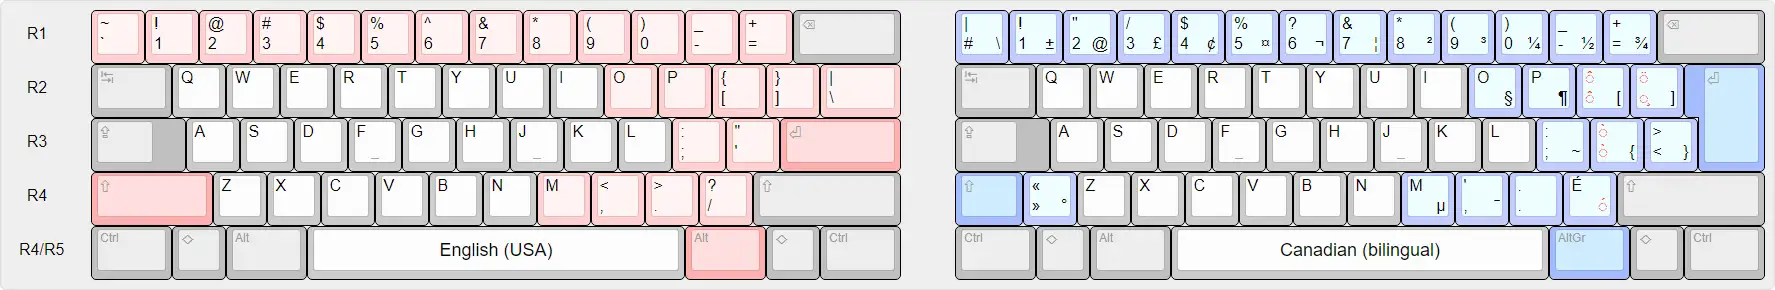 R1 ~ ! @ # $ % ^ & * ( ) _ + | ! " / $ % ? & * ( ) _ +
` 1 2 3 4 5 6 7 8 9 0 - = # \ 1 ± 2 @ 3 £ 4 ¢ 5 ¤ 6 ¬ 7 ¦ 8 ² 9 ³ 0 ¼ - ½ = ¾
R2 Q W E R T Y U I O P { } | Q W E R T Y U I O P ^ ¨
[ ] \ § ¶ ^ [ ¸ ]
R3 A S D F G H J K L : " A S D F G H J K L : ` >
_ _ ; ' _ _ ; ~ ` { < }
R4 Z X C V B N M < > ? « Z X C V B N M ' . É
, . / » ° µ , ¯ . ´
R4/R5 Ctrl Alt English (USA) Alt Ctrl Ctrl Alt Canadian (bilingual) AltGr Ctrl